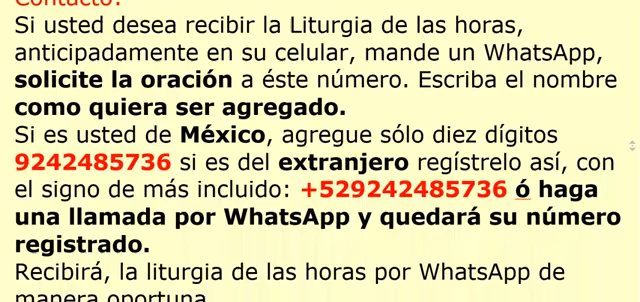 Contacto:
Si usted desea recibir la Liturgia de las horas,
anticipadamente en su celular, mande un WhatsApp,
solicite la oración a éste número. Escriba el nombre
como quiera ser agregado.
Si es usted de México, agregue sólo diez dígitos
9242485736 si es del extranjero regístrelo así, con
el signo de más incluido: +529242485736 ó haga
una llamada por WhatsApp y quedará su número
registrado.
Recibirá, la liturgia de las horas por WhatsApp de
manera oportuna